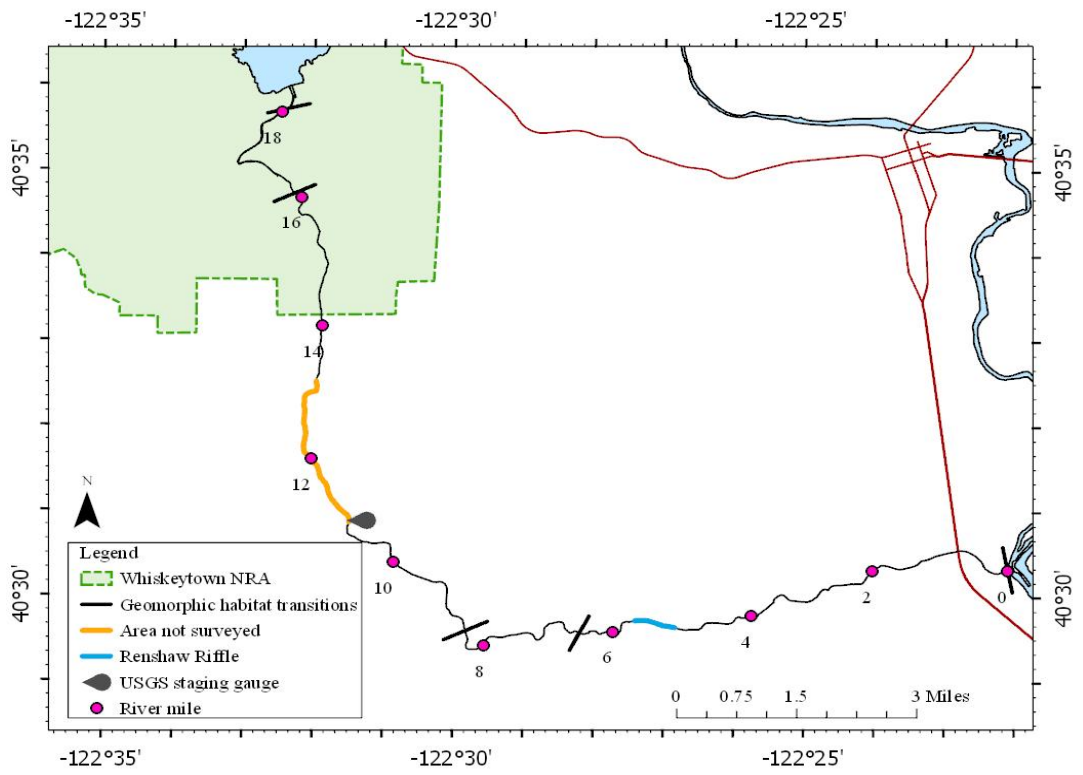 -122°35'
-122°30'
-122°25'
40°35'
40°35'
18
16
14
12
N
10
8
6
4
2
0
40°30'
40°30'
Legend
Whiskeytown NRA
Geomorphic habitat transitions
Area not surveyed
Renshaw Riffle
USGS staging gauge
River mile
0 0.75 1.5 3 Miles
-122°35'
-122°30'
-122°25'